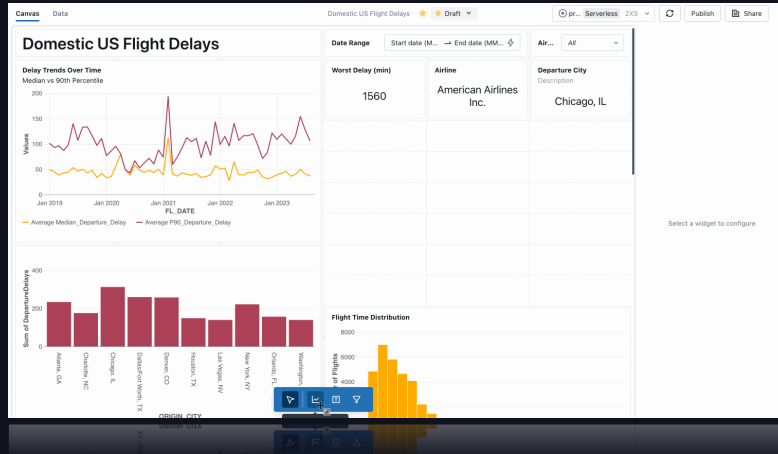 Canvas
Data
Domestic US Flight Delays
Draft
pr... Serverless 2XS
Publish
Share
Domestic US Flight Delays
Date Range
Start date (M...
End date (MM...
Air...
All
Delay Trends Over Time
Median vs 90th Percentile
Values
200
150
100
50
0
Jan 2019
Jan 2020
Jan 2021
Jan 2022
Jan 2023
FL_DATE
Average Median_Departure_Delay
Average P90_Departure_Delay
Worst Delay (min)
1560
Airline
American Airlines
Inc.
Departure City
Description
Chicago, IL
Select a widget to configure
Sum of DepartureDelays
400
200
0
Atlanta, GA
Charlotte, NC
Chicago, IL
Dallas/Fort Worth, TX
Denver, CO
Houston, TX
Las Vegas, NV
New York, NY
Orlando, FL
Washington,
ORIGIN_CITY
Flight Time Distribution
of Flights
8000
6000
4000